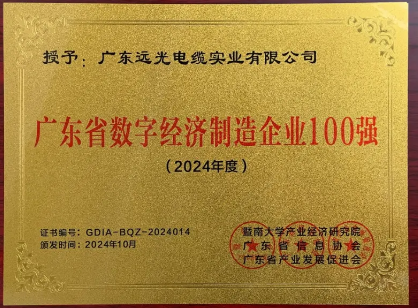 授予：广东远光电缆实业有限公司
广东省数字经济制造企业100强
（2024年度）
证书编号：GDIA-BQZ-2024014
颁发时间：2024年10月
暨南大学产业经济研究院
广东省信息协会
广东省产业发展促进会